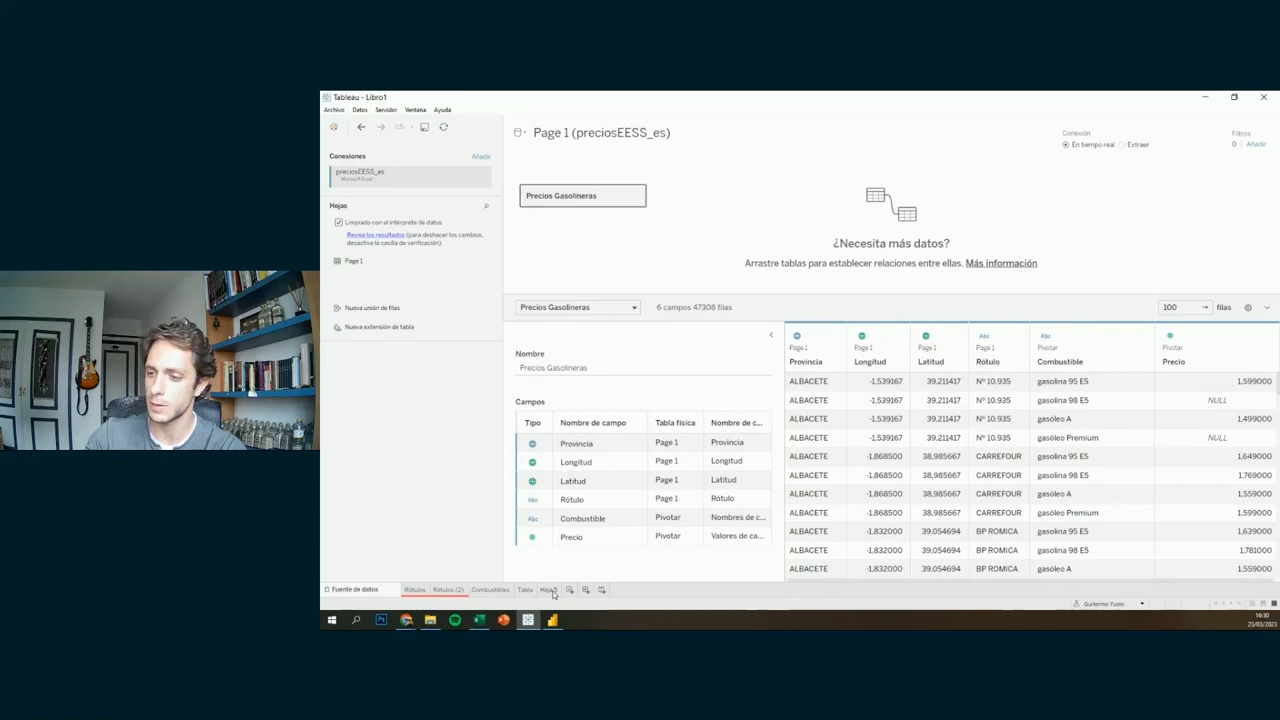 Tableau - Libro1
Archivo Datos Servidor Ventana Ayuda
Conexiones Añadir
preciosEESS_es
Microsoft Excel
Hojas
Limpiado con el intérprete de datos
Revise los resultados (para deshacer los cambios,
desactive la casilla de verificación).
Page 1
Nueva unión de filas
Nueva extensión de tabla
Page 1 (preciosEESS_es)
Conexión
En tiempo real Extraer
Filtros
0 Añadir
Precios Gasolineras
¿Necesita más datos?
Arrastre tablas para establecer relaciones entre ellas. Más información
Precios Gasolineras 6 campos 47308 filas 100 filas
Nombre
Precios Gasolineras
Campos
Tipo Nombre de campo Tabla física Nombre de c...
Provincia Page 1 Provincia
Longitud Page 1 Longitud
Latitud Page 1 Latitud
Abc Rótulo Page 1 Rótulo
Abc Combustible Pivotar Nombres de c...
Precio Pivotar Valores de ca...
Abc Abc
Page 1 Page 1 Page 1 Page 1 Pivotar Pivotar
Provincia Longitud Latitud Rótulo Combustible Precio
ALBACETE -1,539167 39,211417 Nº 10.935 gasolina 95 E5 1,599000
ALBACETE -1,539167 39,211417 Nº 10.935 gasolina 98 E5 NULL
ALBACETE -1,539167 39,211417 Nº 10.935 gasóleo A 1,499000
ALBACETE -1,539167 39,211417 Nº 10.935 gasóleo Premium NULL
ALBACETE -1,868500 38,985667 CARREFOUR gasolina 95 E5 1,649000
ALBACETE -1,868500 38,985667 CARREFOUR gasolina 98 E5 1,769000
ALBACETE -1,868500 38,985667 CARREFOUR gasóleo A 1,559000
ALBACETE -1,868500 38,985667 CARREFOUR gasóleo Premium 1,599000
ALBACETE -1,832000 39,054694 BP ROMICA gasolina 95 E5 1,639000
ALBACETE -1,832000 39,054694 BP ROMICA gasolina 98 E5 1,781000
ALBACETE -1,832000 39,054694 BP ROMICA gasóleo A 1,559000
Fuente de datos Rótulos Rótulos (2) Combustibles Tabla Hoja 5
Guillermo Yuste
16:30
23/03/2023